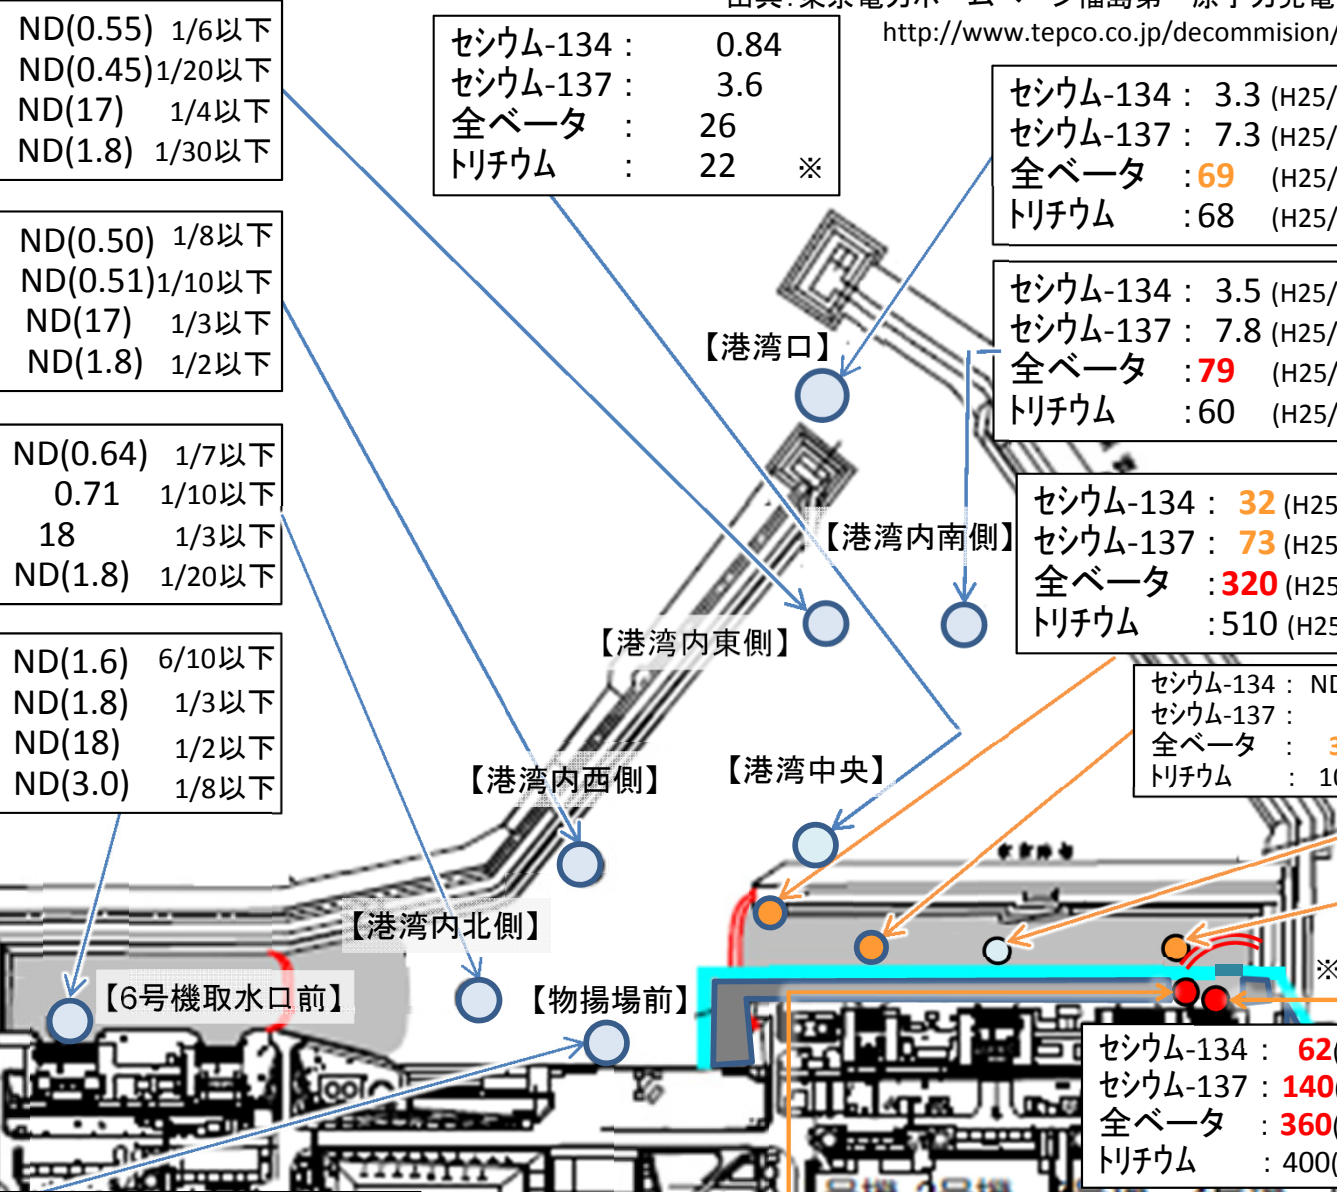 出典:東京電力ホームページ福島第一原子力発電
http://www.tepco.co.jp/decommision/
ND(0.55) 1/6以下
ND(0.45) 1/20以下
ND(17) 1/4以下
ND(1.8) 1/30以下
セシウム-134 : 0.84
セシウム-137 : 3.6
全ベータ : 26
トリチウム : 22 ※
セシウム-134 : 3.3 (H25/
セシウム-137 : 7.3 (H25/
全ベータ : 69 (H25/
トリチウム : 68 (H25/
ND(0.50) 1/8以下
ND(0.51) 1/10以下
ND(17) 1/3以下
ND(1.8) 1/2以下
セシウム-134 : 3.5 (H25/
セシウム-137 : 7.8 (H25/
全ベータ : 79 (H25/
トリチウム : 60 (H25/
【港湾口】
ND(0.64) 1/7以下
0.71 1/10以下
18 1/3以下
ND(1.8) 1/20以下
セシウム-134 : 32 (H25
セシウム-137 : 73 (H25
全ベータ : 320 (H25
トリチウム : 510 (H25
【港湾内南側】
【港湾内東側】
ND(1.6) 6/10以下
ND(1.8) 1/3以下
ND(18) 1/2以下
ND(3.0) 1/8以下
セシウム-134 : ND
セシウム-137 :
全ベータ : 3
トリチウム : 10
【港湾内西側】
【港湾中央】
【港湾内北側】
【6号機取水口前】
【物揚場前】
※
セシウム-134 : 62(
セシウム-137 : 140(
全ベータ : 360(
トリチウム : 400(